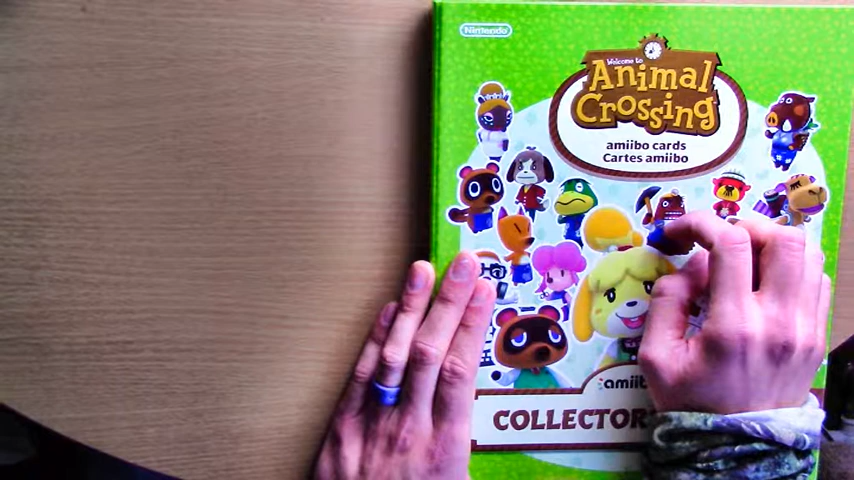 Nintendo
Welcome to
Animal
Crossing
amiibo cards
Cartes amiibo
amiib
COLLECTOR